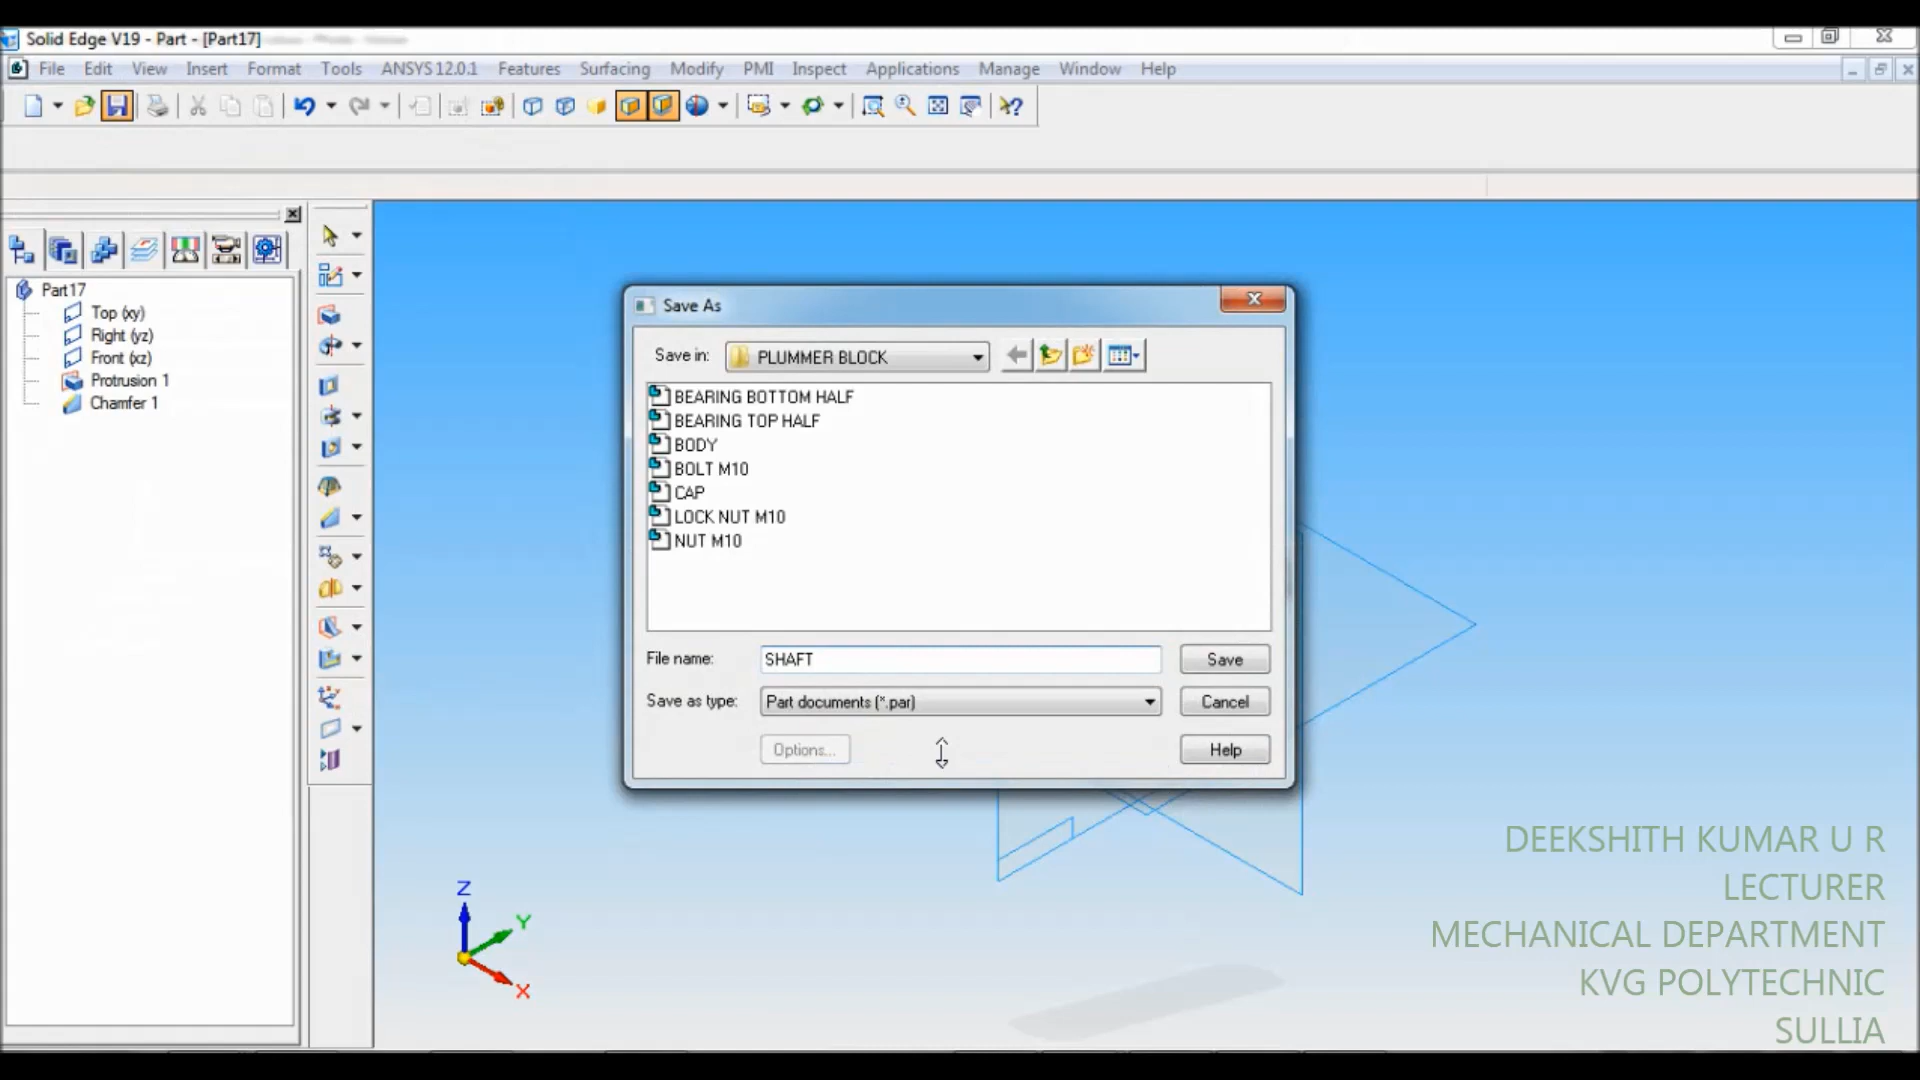 Solid Edge V19 - Part - [Part17]
File Edit View Insert Format Tools ANSYS 12.0.1 Features Surfacing Modify PMI Inspect Applications Manage Window Help
Part17
Top (xy)
Right (yz)
Front (xz)
Protrusion 1
Chamfer 1
Save As
Save in: PLUMMER BLOCK
BEARING BOTTOM HALF
BEARING TOP HALF
BODY
BOLT M10
CAP
LOCK NUT M10
NUT M10
File name: SHAFT Save
Save as type: Part documents (*.par) Cancel
Options... Help
Z
Y
X
DEEKSHITH KUMAR U R
LECTURER
MECHANICAL DEPARTMENT
KVG POLYTECHNIC
SULLIA